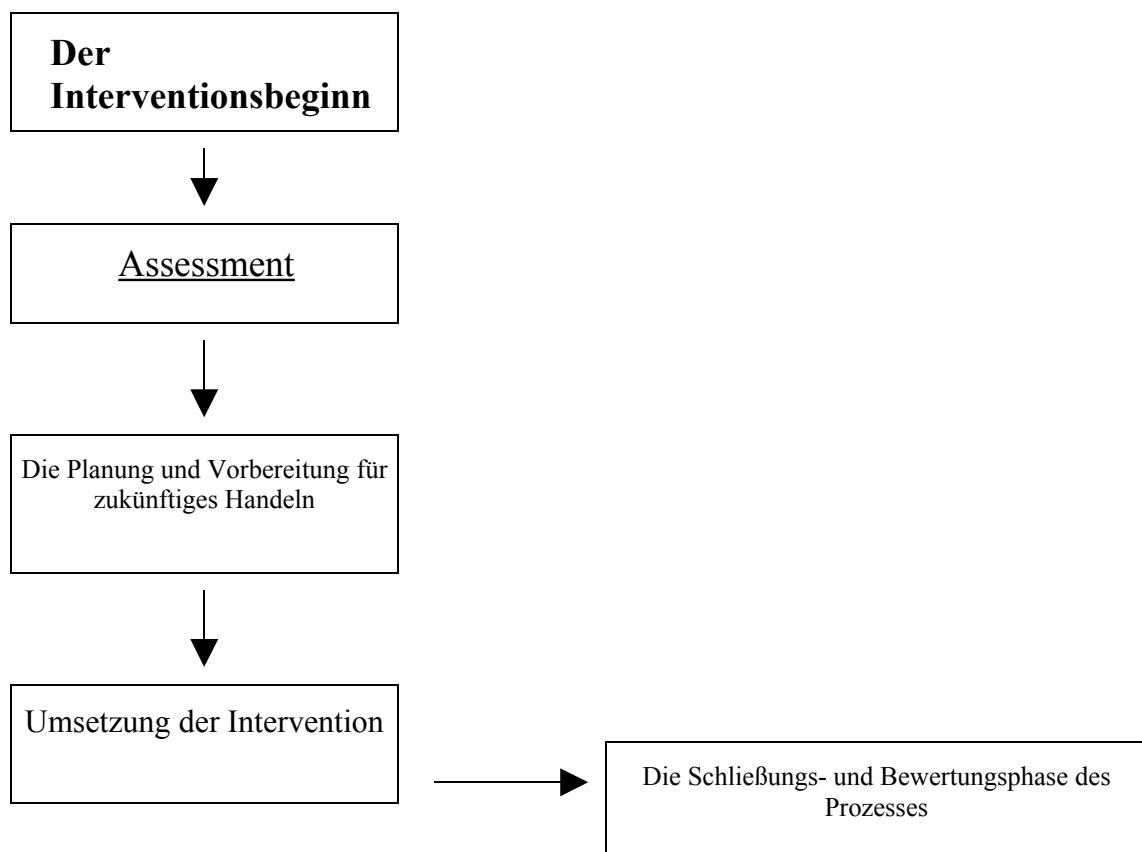 Der
Interventionsbeginn
Assessment
Die Planung und Vorbereitung für
zukünftiges Handeln
Umsetzung der Intervention
Die Schließungs- und Bewertungsphase des
Prozesses